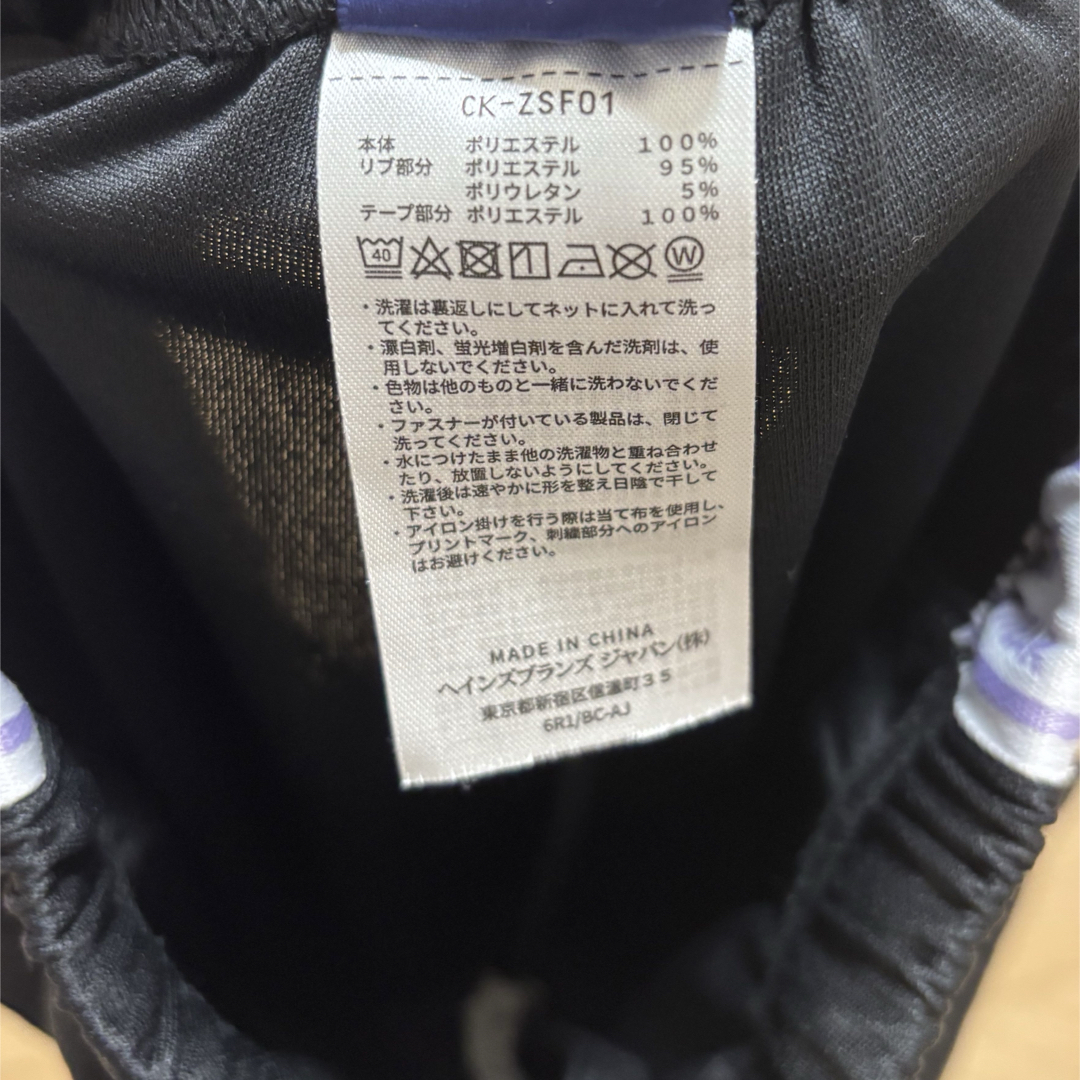 CK-ZSF01
本体 ポリエステル 100%
リブ部分 ポリエステル 95%
ポリウレタン 5%
テープ部分 ポリエステル 100%
40
W
・洗濯は裏返しにしてネットに入れて洗っ
てください。
・漂白剤、蛍光増白剤を含んだ洗剤は、使
用しないでください。
・色物は他のものと一緒に洗わないでくだ
さい。
・ファスナーが付いている製品は、閉じて
洗ってください。
・水につけたまま他の洗濯物と重ね合わせ
たり、放置しないようにしてください。
・洗濯後は速やかに形を整え日陰で干して
下さい。
・アイロン掛けを行う際は当て布を使用し、
プリントマーク、刺繍部分へのアイロン
はお避けください。
MADE IN CHINA
ヘインズブランズ ジャパン(株)
東京都新宿区信濃町35
6R1/BC-AJ